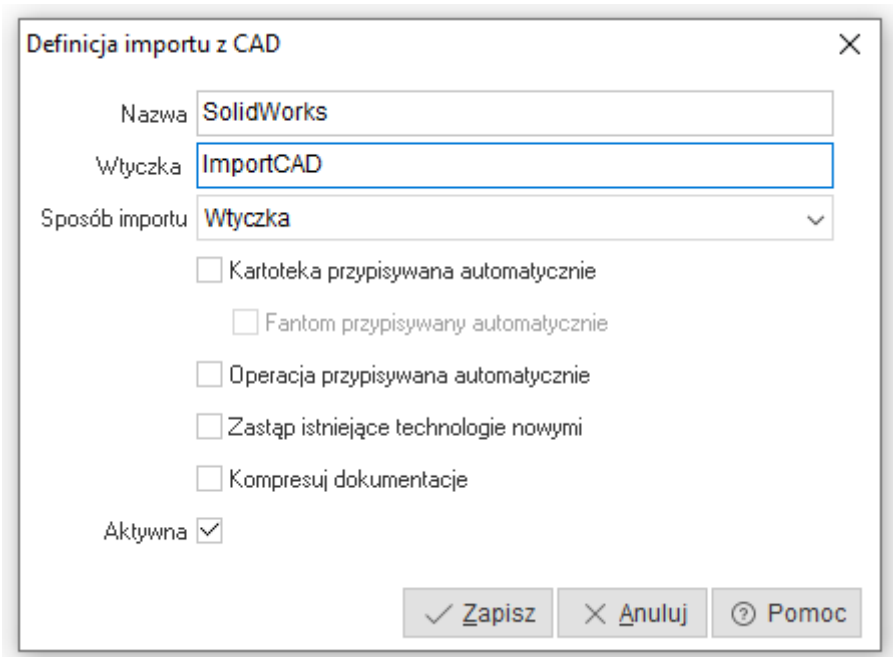 Definicja importu z CAD
Nazwa SolidWorks
Wtyczka ImportCAD
Sposób importu Wtyczka
Kartoteka przypisywana automatycznie
Fantom przypisywany automatycznie
Operacja przypisywana automatycznie
Zastąp istniejące technologie nowymi
Kompresuj dokumentacje
Aktywna
Zapisz Anuluj Pomoc